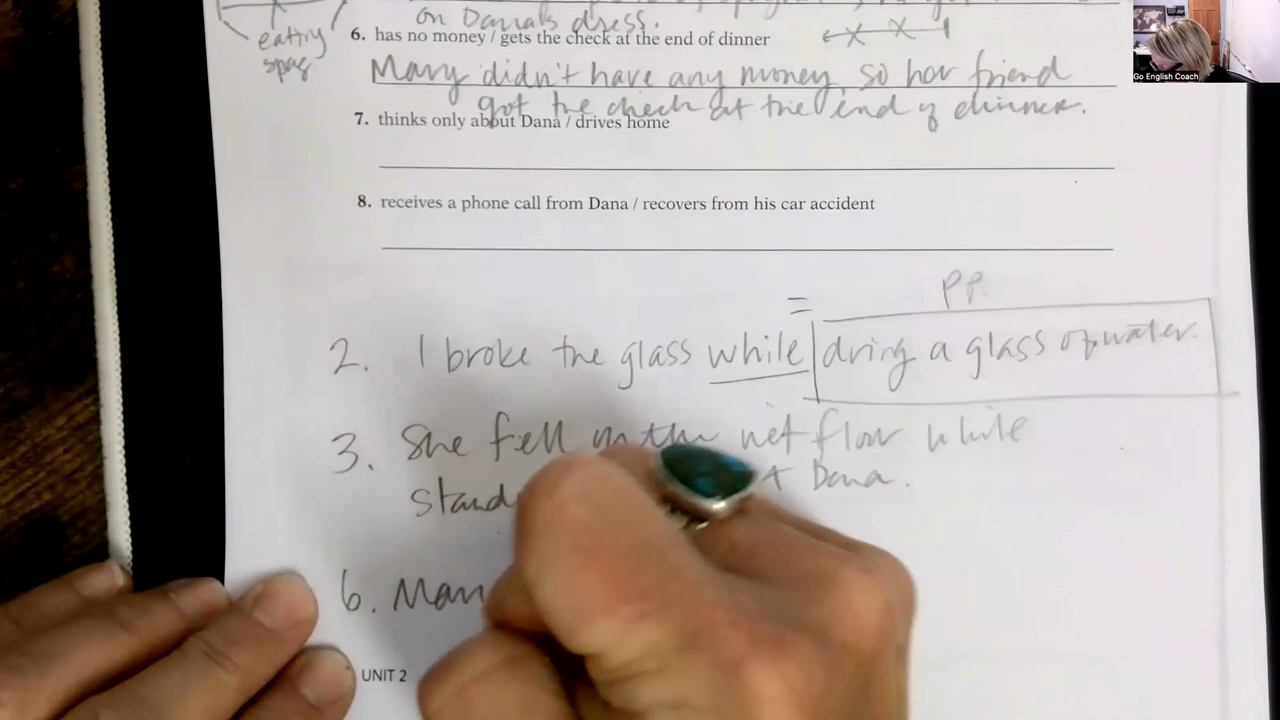 on Dana's dress.
eating
spag
6. has no money / gets the check at the end of dinner
Mary didn't have any money, so her friend
got the check at the end of dinner.
7. thinks only about Dana / drives home
8. receives a phone call from Dana / recovers from his car accident
PP.
2. I broke the glass while dring a glass of water.
3. She fell on the wet floor while
stand Dana.
6. Mary
UNIT 2
Go English Coach